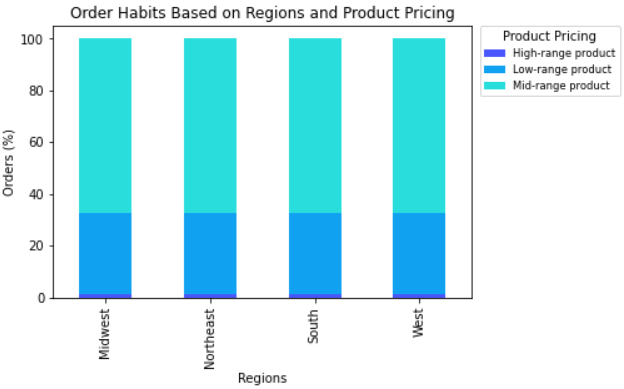 Order Habits Based on Regions and Product Pricing
Product Pricing
High-range product
Low-range product
Mid-range product
Orders (%)
100
80
60
40
20
0
Midwest
Northeast
South
West
Regions